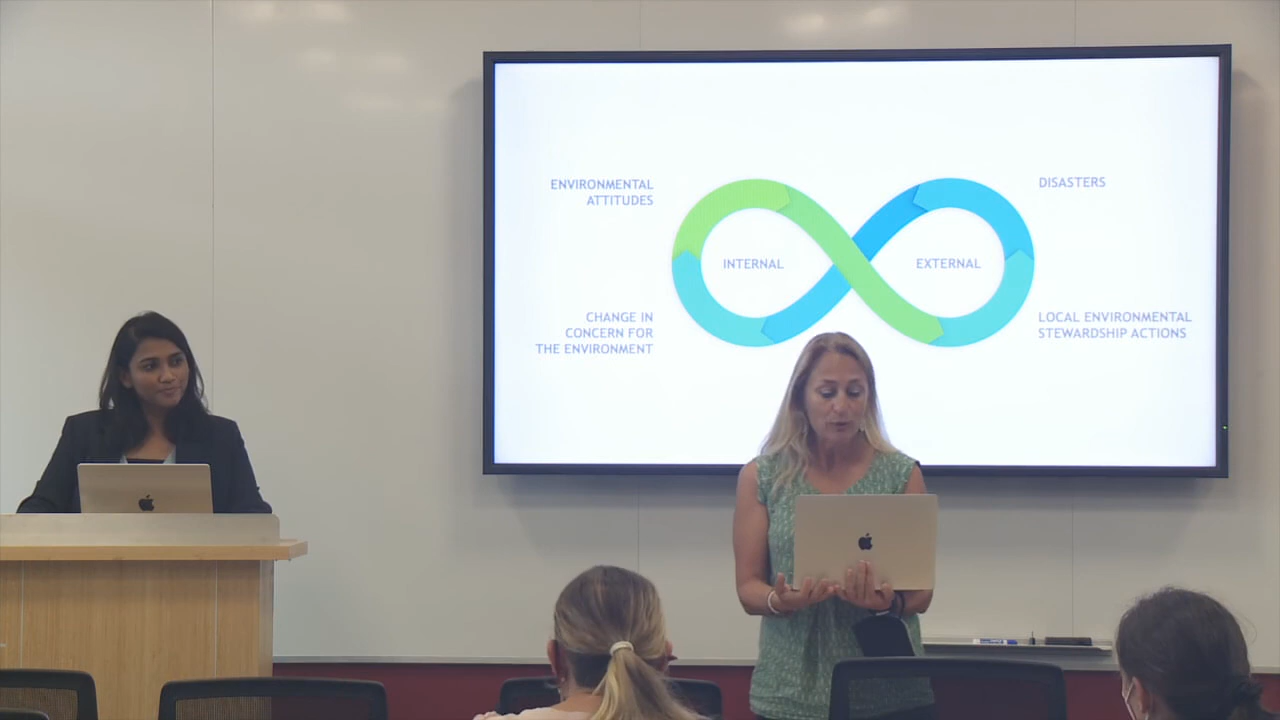 ENVIRONMENTAL
ATTITUDES
DISASTERS
INTERNAL
EXTERNAL
CHANGE IN
CONCERN FOR
THE ENVIRONMENT
LOCAL ENVIRONMENTAL
STEWARDSHIP ACTIONS